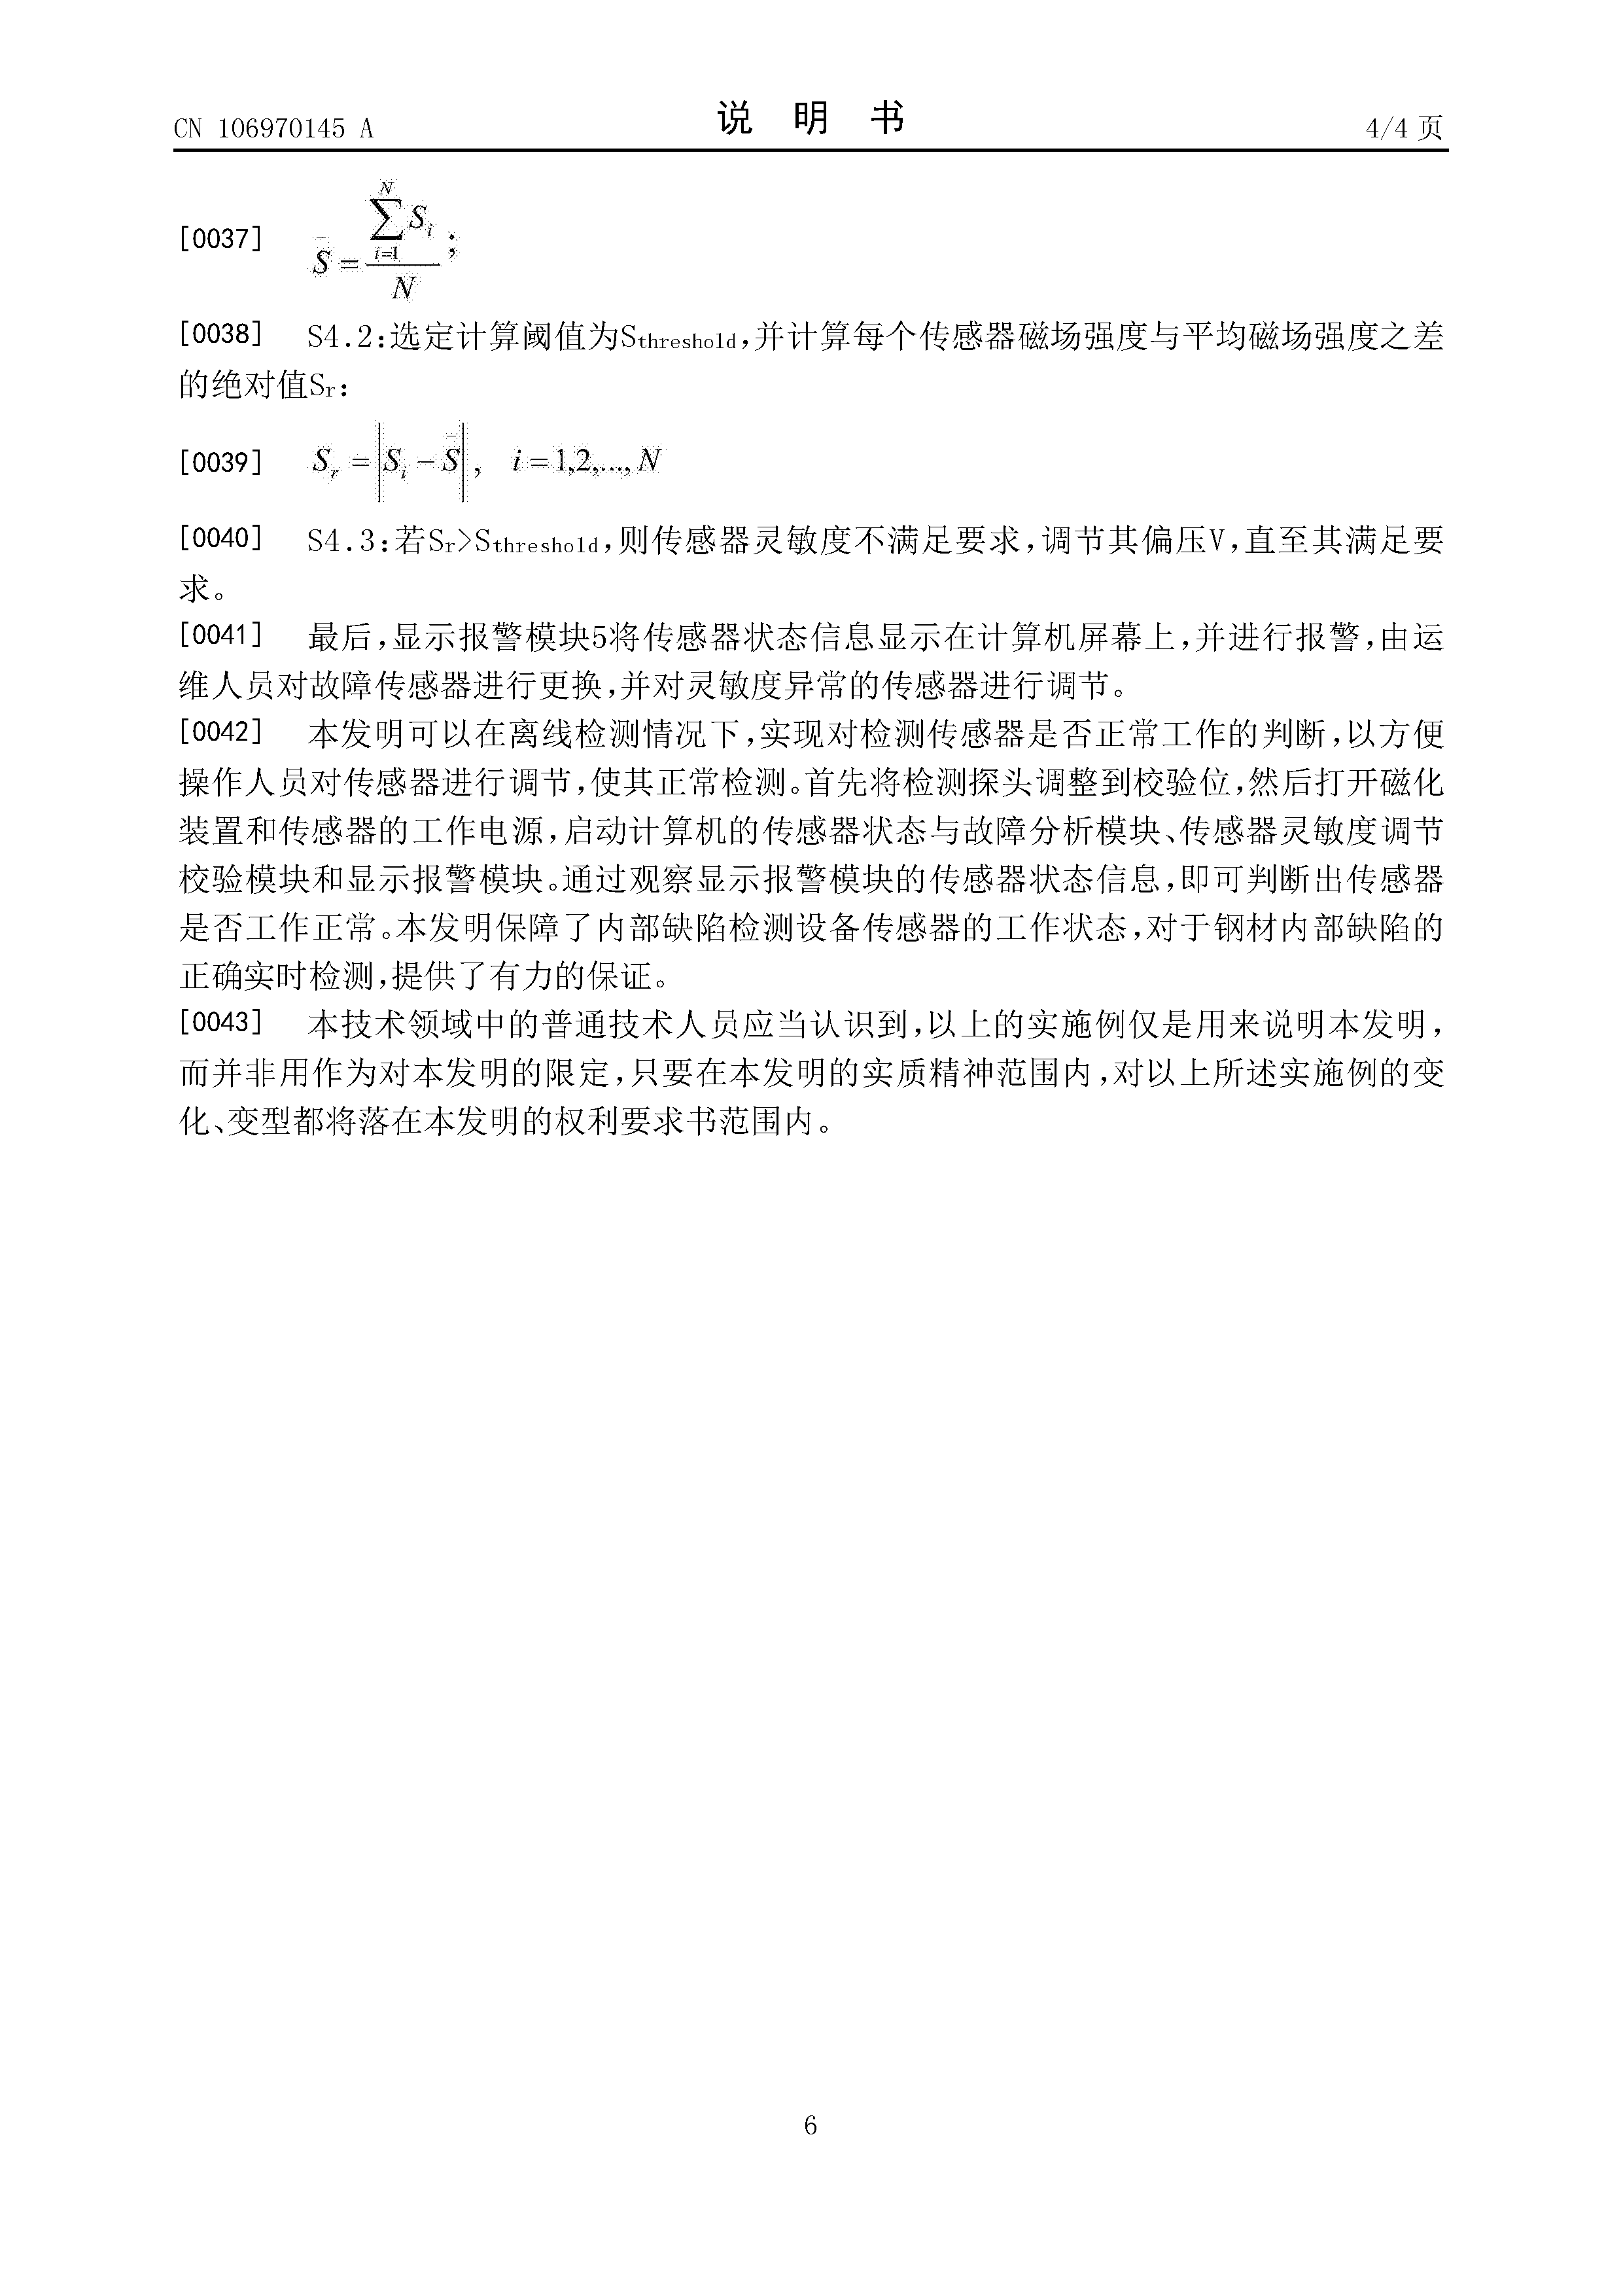 CN 106970145 A
说 明 书
4/4 页
[0037] S̄ = ∑_{i=1}^{N} S_i / N ;
[0038] S4.2:选定计算阈值为Sthreshold,并计算每个传感器磁场强度与平均磁场强度之差
的绝对值Sr:
[0039] S_r = |S_i − S̄|, i=1,2,...,N
[0040] S4.3:若Sr>Sthreshold,则传感器灵敏度不满足要求,调节其偏压V,直至其满足要
求。
[0041] 最后,显示报警模块5将传感器状态信息显示在计算机屏幕上,并进行报警,由运
维人员对故障传感器进行更换,并对灵敏度异常的传感器进行调节。
[0042] 本发明可以在离线检测情况下,实现对检测传感器是否正常工作的判断,以方便
操作人员对传感器进行调节,使其正常检测。首先将检测探头调整到校验位,然后打开磁化
装置和传感器的工作电源,启动计算机的传感器状态与故障分析模块、传感器灵敏度调节
校验模块和显示报警模块。通过观察显示报警模块的传感器状态信息,即可判断出传感器
是否工作正常。本发明保障了内部缺陷检测设备传感器的工作状态,对于钢材内部缺陷的
正确实时检测,提供了有力的保证。
[0043] 本技术领域中的普通技术人员应当认识到,以上的实施例仅是用来说明本发明,
而并非用作为对本发明的限定,只要在本发明的实质精神范围内,对以上所述实施例的变
化、变型都将落在本发明的权利要求书范围内。
6